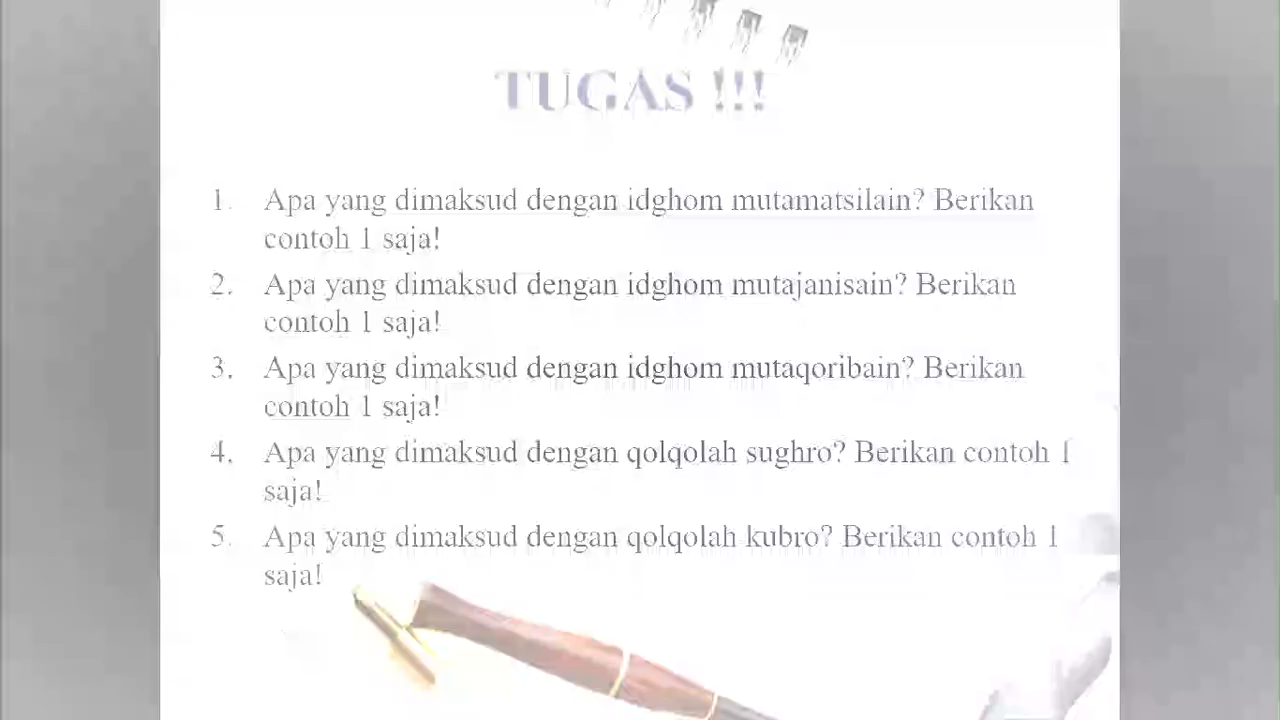 TUGAS !!!
1. Apa yang dimaksud dengan idghom mutamatsilain? Berikan
contoh 1 saja!
2. Apa yang dimaksud dengan idghom mutajanisain? Berikan
contoh 1 saja!
3. Apa yang dimaksud dengan idghom mutaqoribain? Berikan
contoh 1 saja!
4. Apa yang dimaksud dengan qolqolah sughro? Berikan contoh 1
saja!
5. Apa yang dimaksud dengan qolqolah kubro? Berikan contoh 1
saja!